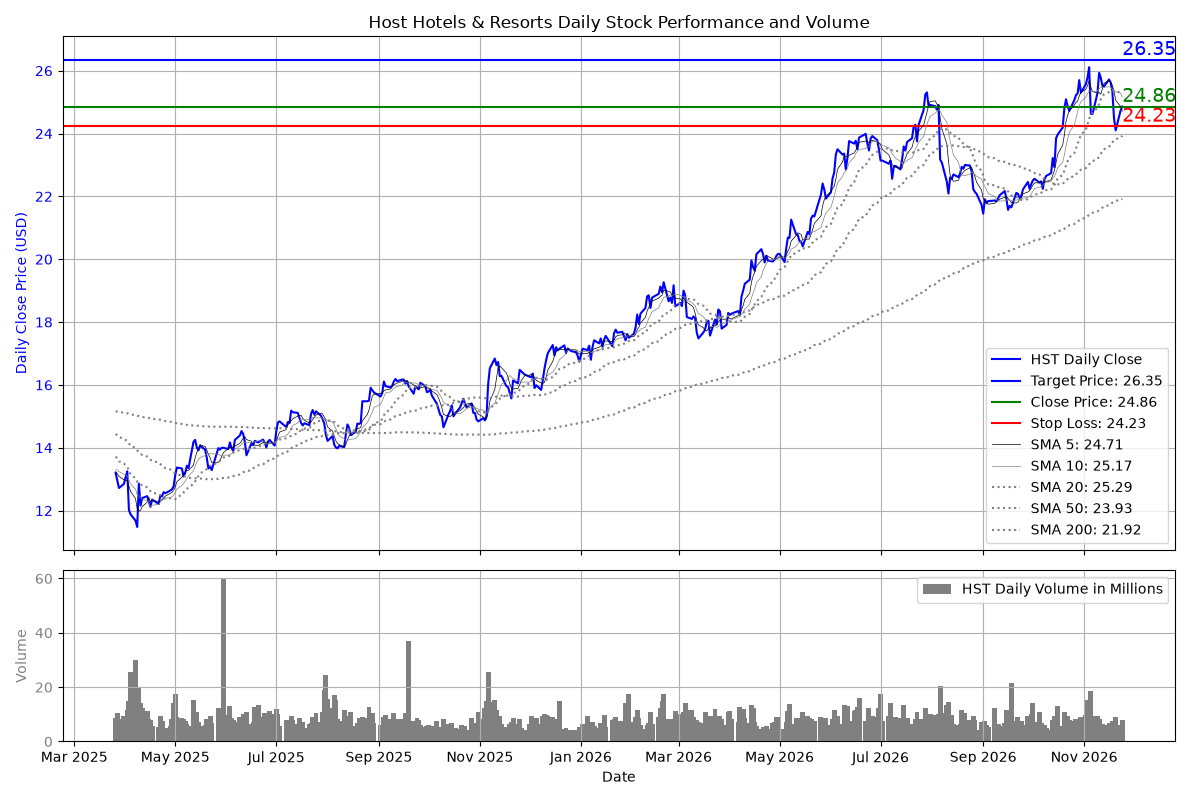 Host Hotels & Resorts Daily Stock Performance and Volume
26.35
24.86
24.23
Daily Close Price (USD)
26
24
22
20
18
16
14
12
HST Daily Close
Target Price: 26.35
Close Price: 24.86
Stop Loss: 24.23
SMA 5: 24.71
SMA 10: 25.17
SMA 20: 25.29
SMA 50: 23.93
SMA 200: 21.92
HST Daily Volume in Millions
Volume
60
40
20
0
Mar 2025 May 2025 Jul 2025 Sep 2025 Nov 2025 Jan 2026 Mar 2026 May 2026 Jul 2026 Sep 2026 Nov 2026
Date